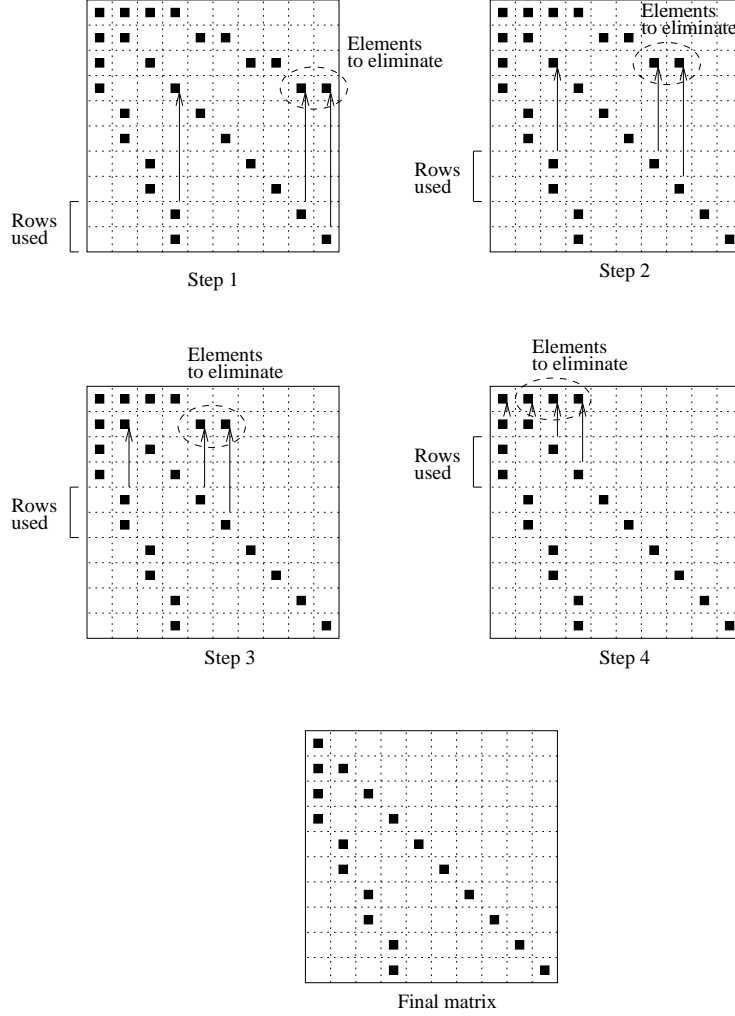 Elements
to eliminate
Rows
used
Step 1
Elements
to eliminate
Rows
used
Step 2
Elements
to eliminate
Rows
used
Step 3
Elements
to eliminate
Rows
used
Step 4
Final matrix